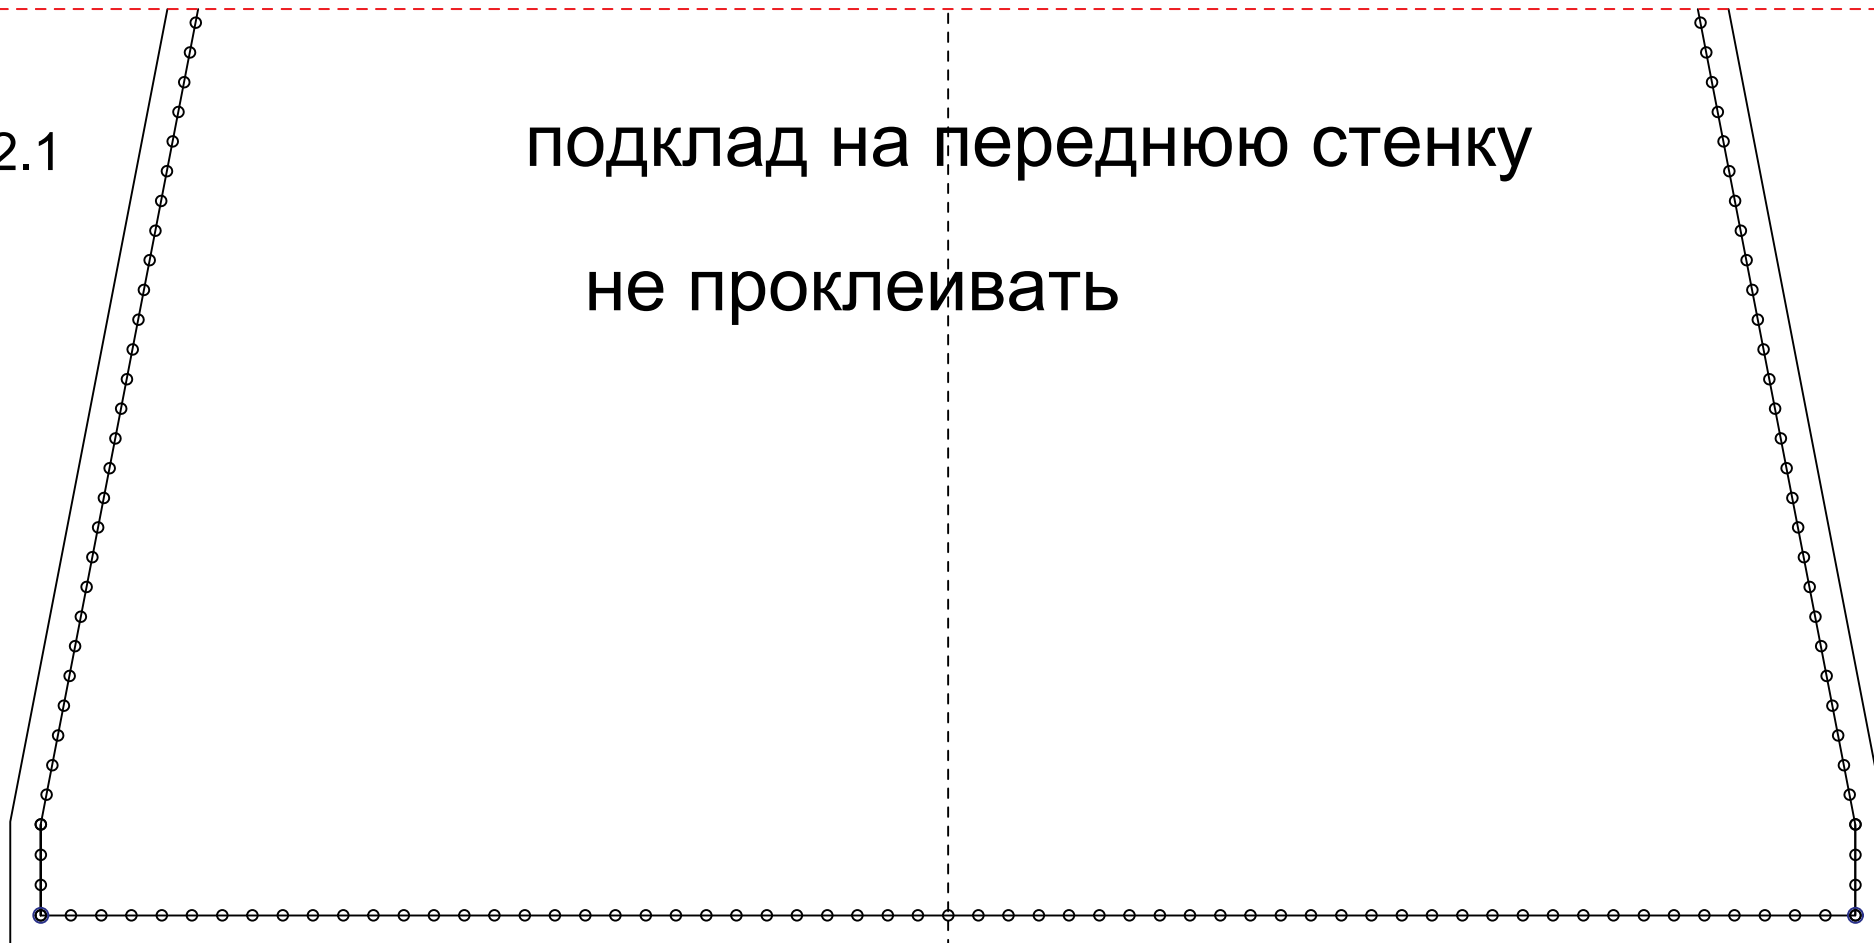 2.1
подклад на переднюю стенку
не проклеивать